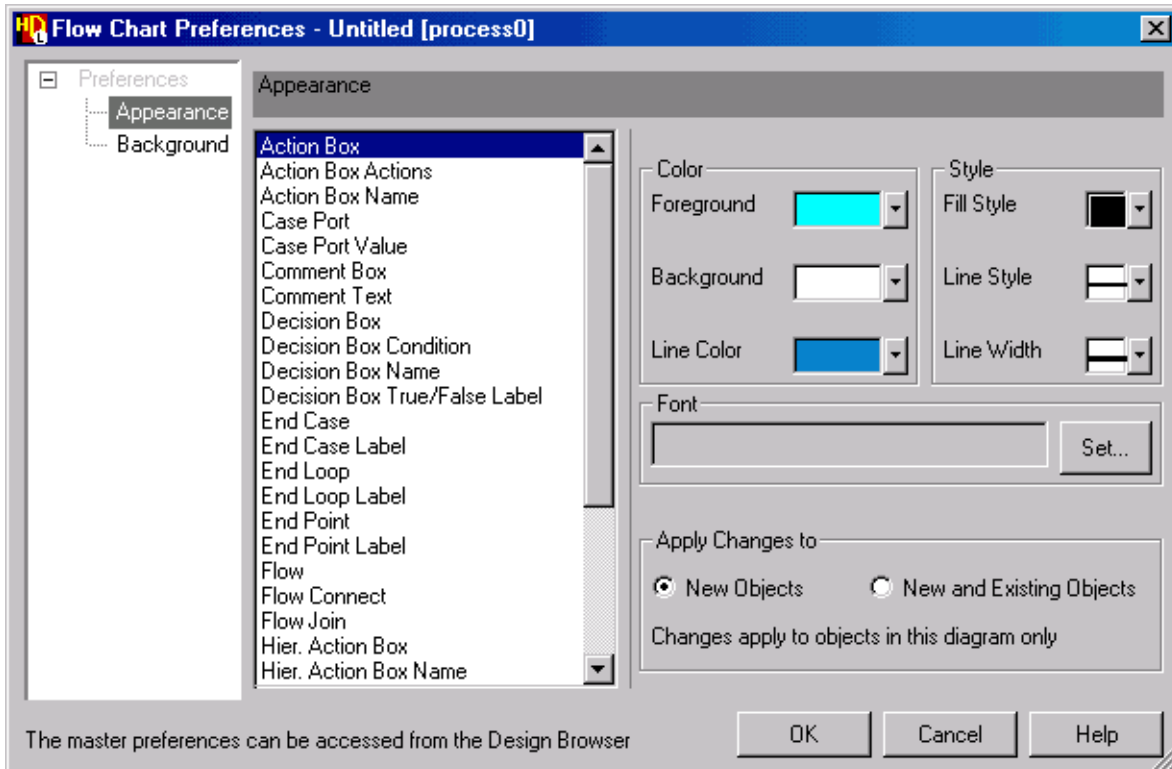 HDL Flow Chart Preferences - Untitled [process0]
Preferences
Appearance
Background
Appearance
Action Box
Action Box Actions
Action Box Name
Case Port
Case Port Value
Comment Box
Comment Text
Decision Box
Decision Box Condition
Decision Box Name
Decision Box True/False Label
End Case
End Case Label
End Loop
End Loop Label
End Point
End Point Label
Flow
Flow Connect
Flow Join
Hier. Action Box
Hier. Action Box Name
Color
Foreground
Background
Line Color
Style
Fill Style
Line Style
Line Width
Font
Set...
Apply Changes to
New Objects
New and Existing Objects
Changes apply to objects in this diagram only
The master preferences can be accessed from the Design Browser
OK
Cancel
Help